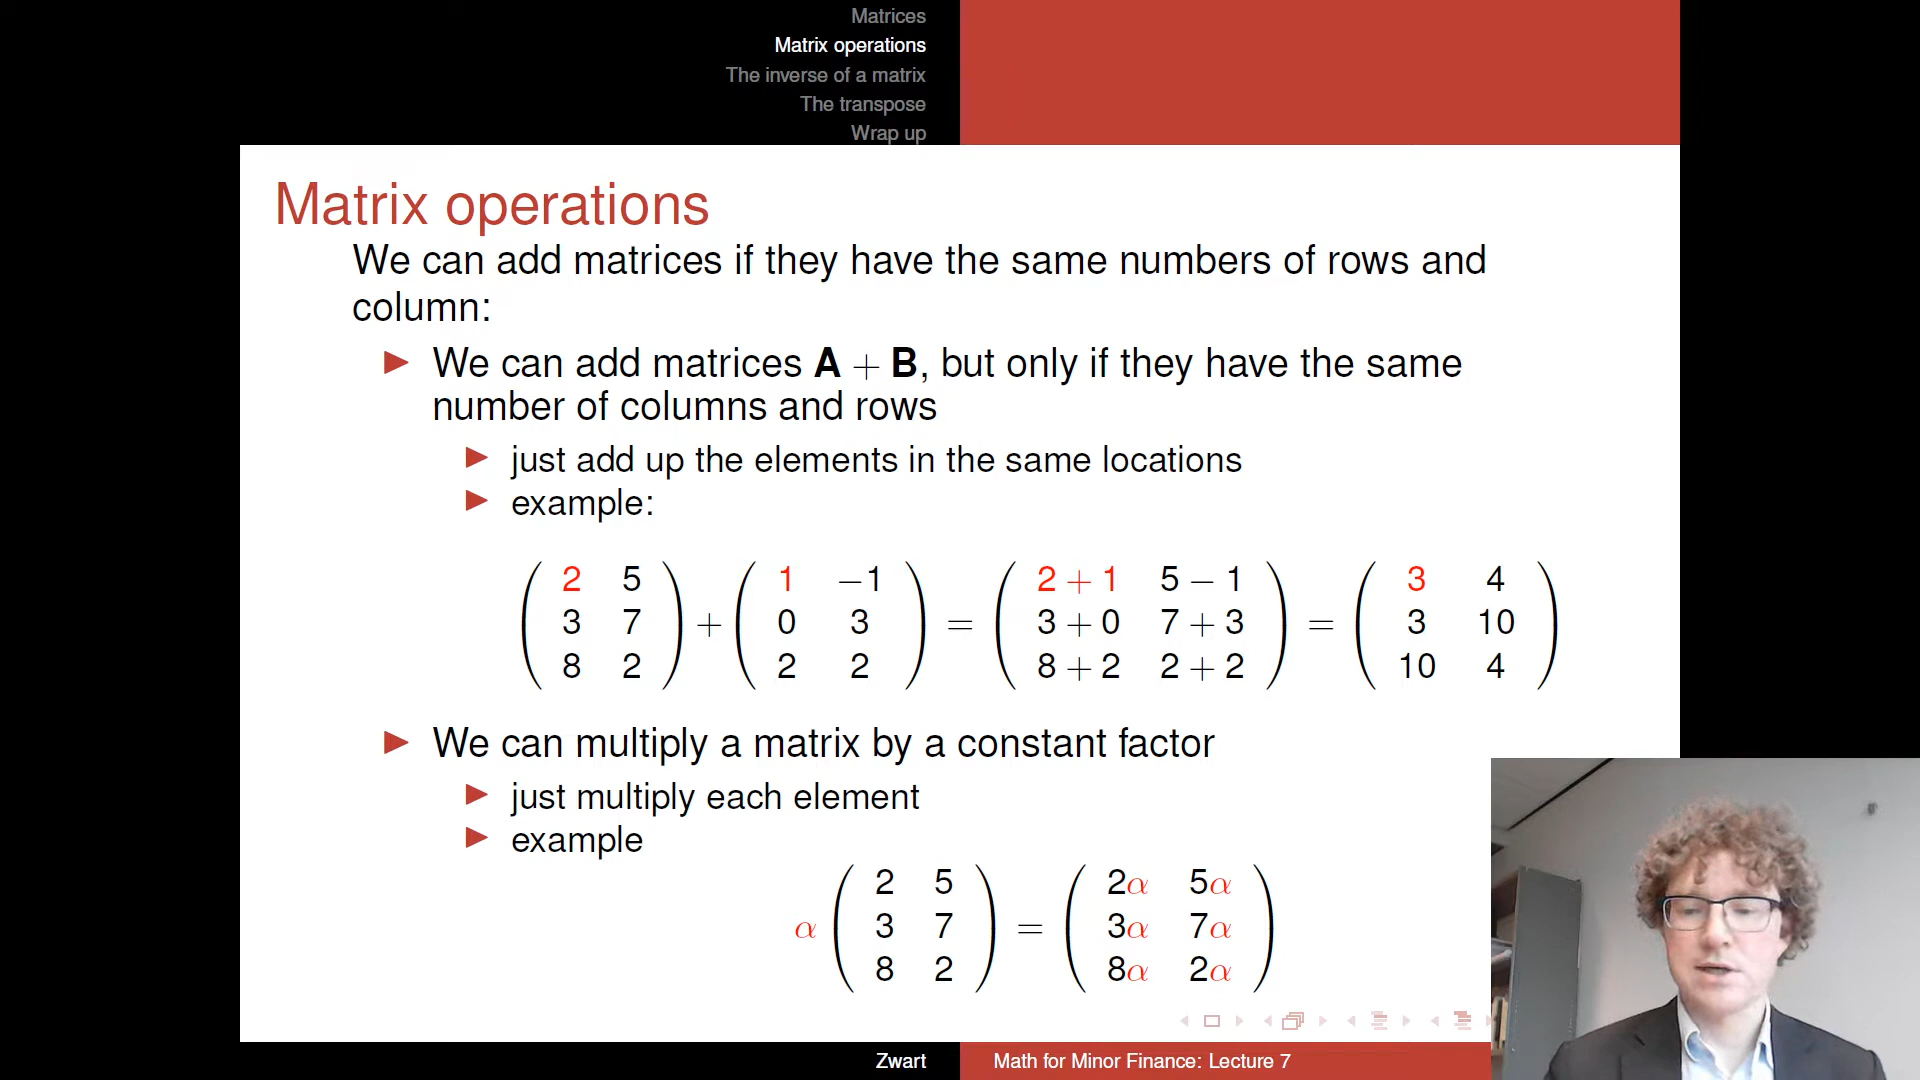 Matrices
Matrix operations
The inverse of a matrix
The transpose
Wrap up
Matrix operations
We can add matrices if they have the same numbers of rows and
column:
We can add matrices A + B, but only if they have the same
number of columns and rows
just add up the elements in the same locations
example:
( 2 5 ) ( 1 −1 ) ( 2 + 1 5 − 1 ) ( 3 4 )
( 3 7 ) + ( 0 3 ) = ( 3 + 0 7 + 3 ) = ( 3 10 )
( 8 2 ) ( 2 2 ) ( 8 + 2 2 + 2 ) ( 10 4 )
We can multiply a matrix by a constant factor
just multiply each element
example
( 2 5 ) ( 2α 5α )
α ( 3 7 ) = ( 3α 7α )
( 8 2 ) ( 8α 2α )
Zwart Math for Minor Finance: Lecture 7